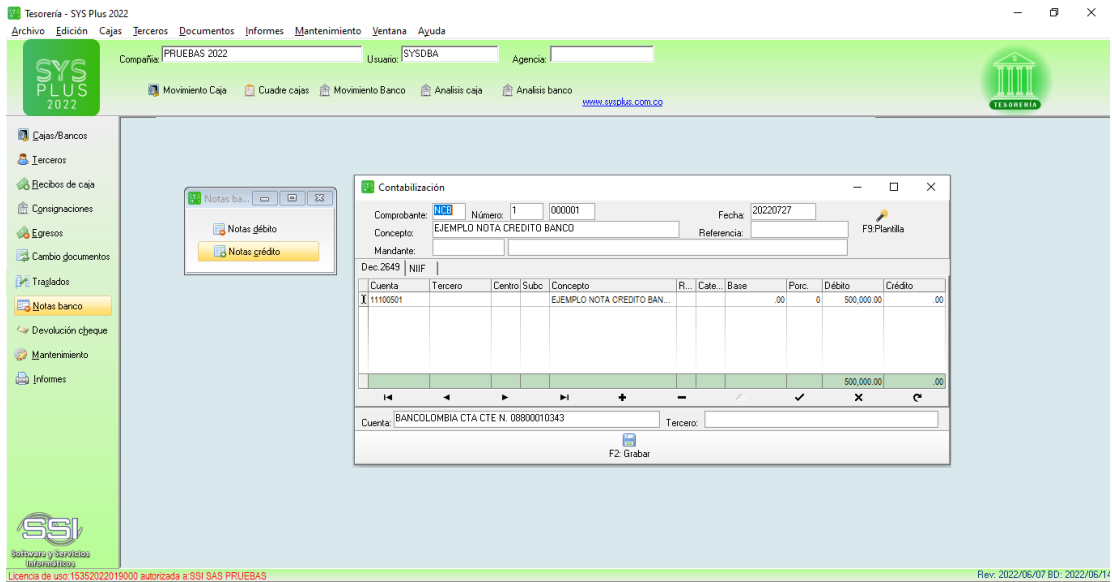 Tesorería - SYS Plus 2022
Archivo Edición Cajas Terceros Documentos Informes Mantenimiento Ventana Ayuda
SYS
PLUS
2022
Compañia: PRUEBAS 2022 Usuario: SYSDBA Agencia:
Movimiento Caja Cuadre cajas Movimiento Banco Analisis caja Analisis banco
www.sysplus.com.co
TESORERÍA
Cajas/Bancos
Terceros
Recibos de caja
Consignaciones
Egresos
Cambio documentos
Traslados
Notas banco
Devolución cheque
Mantenimiento
Informes
Notas ba...
Notas débito
Notas crédito
Contabilización
Comprobante: NCB Número: 1 000001 Fecha: 20220727
Concepto: EJEMPLO NOTA CREDITO BANCO Referencia:
F9:Plantilla
Mandante:
Dec.2649 NIIF
Cuenta Tercero Centro Subc Concepto R... Cate... Base Porc. Débito Crédito
11100501 EJEMPLO NOTA CREDITO BAN... .00 0 500,000.00 .00
500,000.00 .00
Cuenta: BANCOLOMBIA CTA CTE N. 08800010343 Tercero:
F2: Grabar
SSI
Software y Servicios
Informáticos
Licencia de uso:15352022019000 autorizada a:SSI SAS PRUEBAS
Rev: 2022/06/07 BD: 2022/06/14